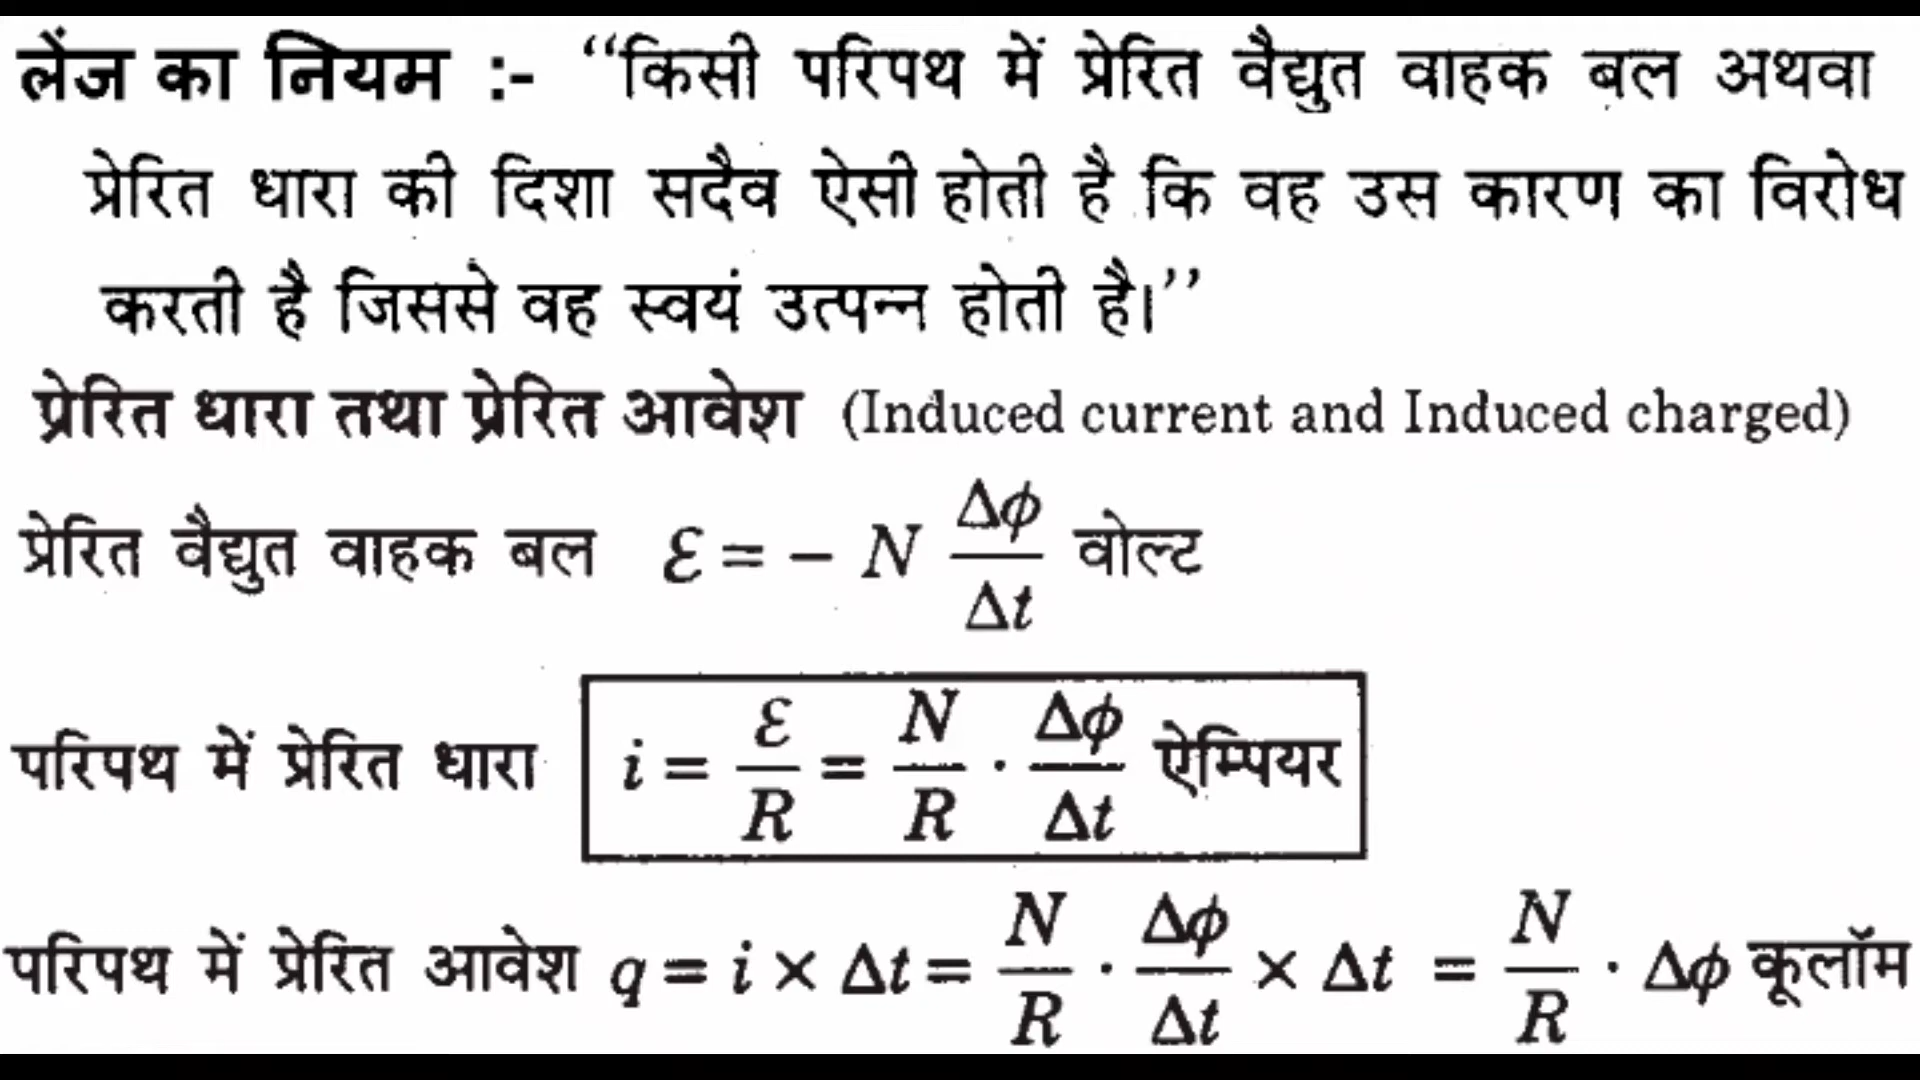 लेंज का नियम :- ‘‘किसी परिपथ में प्रेरित वैद्युत वाहक बल अथवा
प्रेरित धारा की दिशा सदैव ऐसी होती है कि वह उस कारण का विरोध
करती है जिससे वह स्वयं उत्पन्न होती है।’’
प्रेरित धारा तथा प्रेरित आवेश (Induced current and Induced charged)
प्रेरित वैद्युत वाहक बल ℰ = − N Δϕ/Δt वोल्ट
परिपथ में प्रेरित धारा i = ℰ/R = N/R · Δϕ/Δt ऐम्पियर
परिपथ में प्रेरित आवेश q = i × Δt = N/R · Δϕ/Δt × Δt = N/R · Δϕ कूलॉम